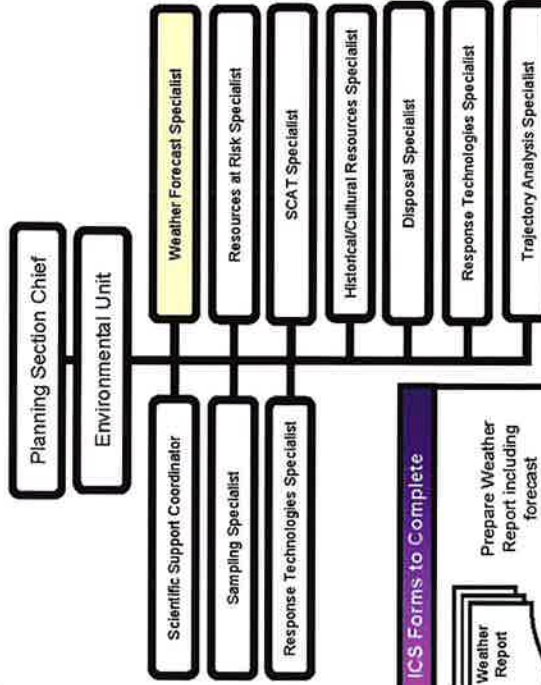 Planning Section Chief
Environmental Unit
Scientific Support Coordinator
Weather Forecast Specialist
Sampling Specialist
Resources at Risk Specialist
Response Technologies Specialist
SCAT Specialist
Historical/Cultural Resources Specialist
Disposal Specialist
Response Technologies Specialist
Trajectory Analysis Specialist
ICS Forms to Complete
Weather
Report
Prepare Weather
Report including
forecast